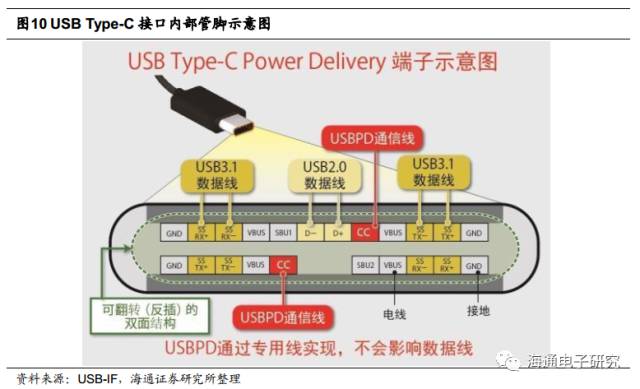 图10 USB Type-C 接口内部管脚示意图
USB Type-C Power Delivery 端子示意图
USBPD通信线
USB3.1
数据线
USB2.0
数据线
USB3.1
数据线
GND SS RX+ SS RX- VBUS SBU1 D- D+ CC VBUS SS TX- SS TX+ GND
GND SS TX+ SS TX- VBUS CC SBU2 VBUS SS RX- SS RX+ GND
可翻转(反插)的
双面结构
USBPD通信线
电线
接地
USBPD通过专用线实现,不会影响数据线
海通电子研究
资料来源:USB-IF,海通证券研究所整理